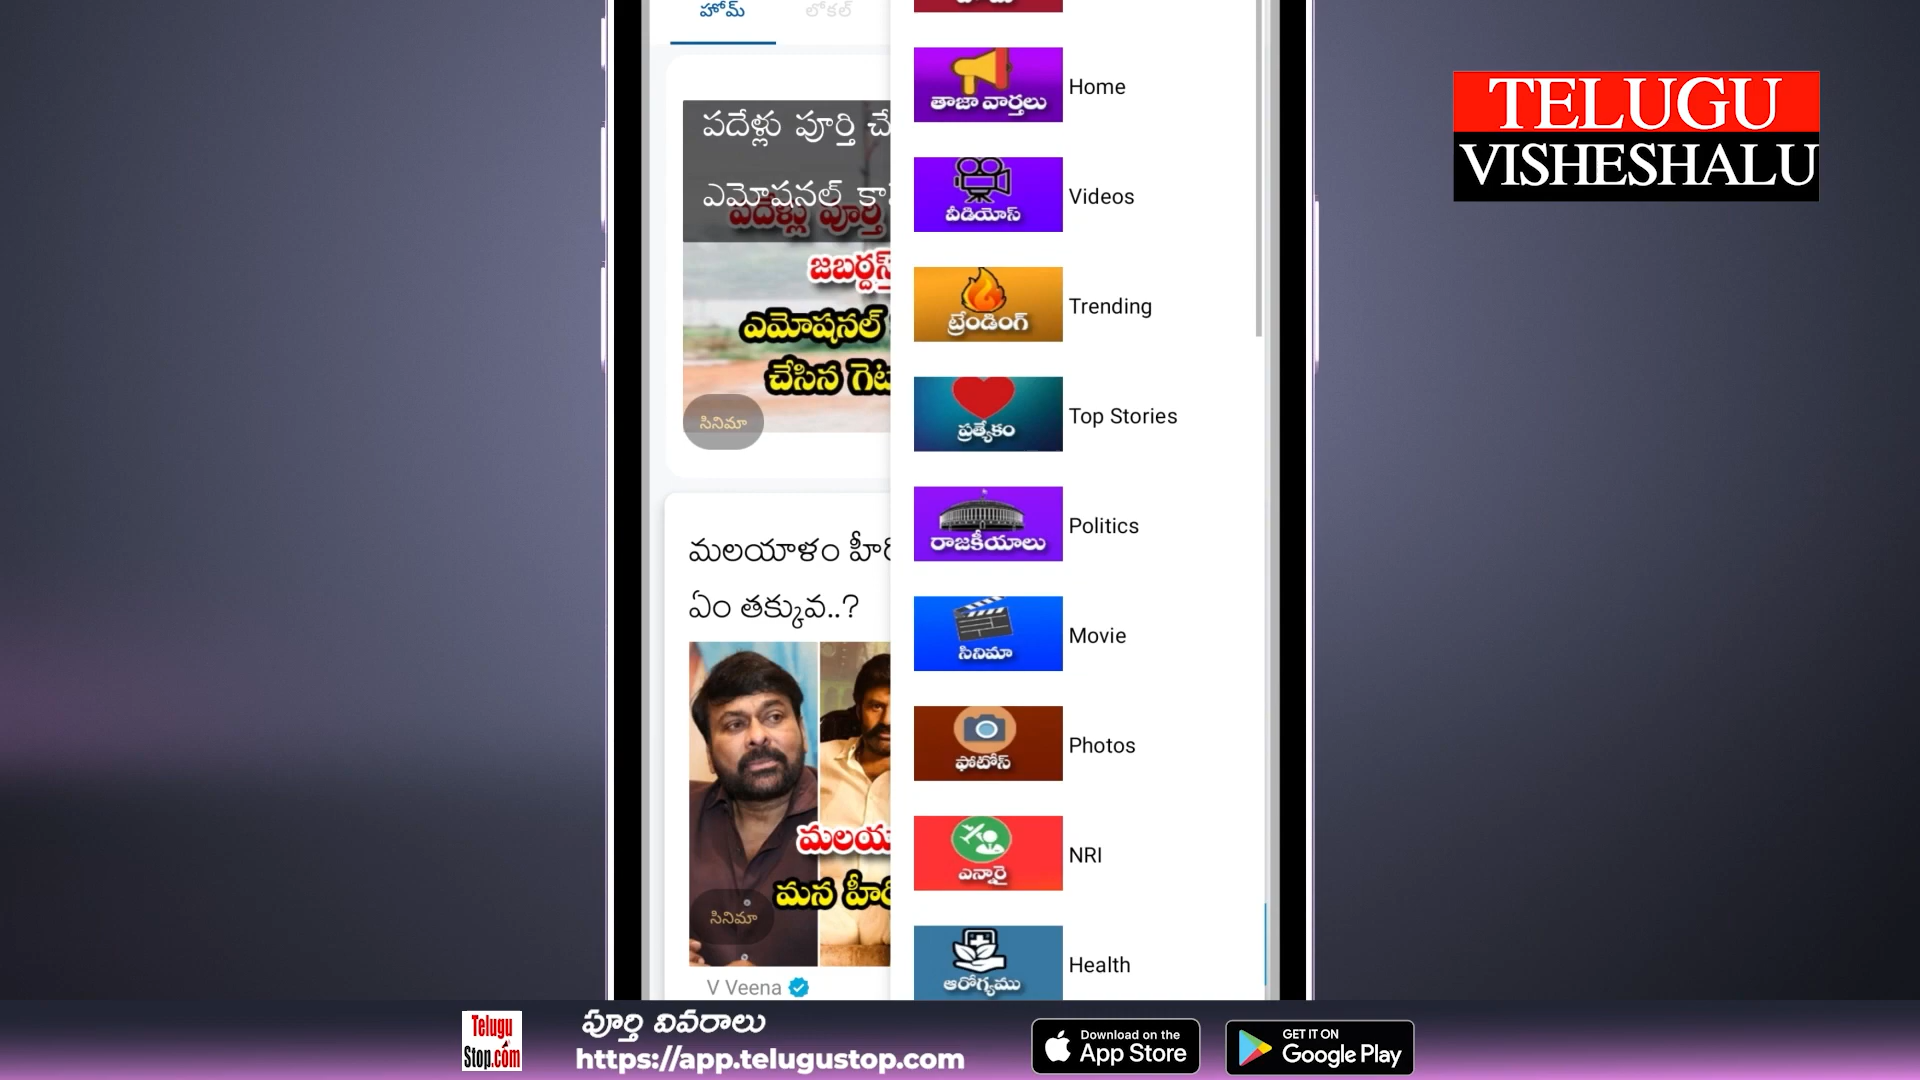 హోమ్
లోకల్
పదేళ్లు పూర్తి చే
ఎమోషనల్
పదేళ్లు పూర్తి
జబర్దస్త్
ఎమోషనల్
చేసిన గెట
సినిమా
మలయాళం హీరో
ఏం తక్కువ..?
మలయ
మన హీరో
సినిమా
V Veena
తాజా వార్తలు
Home
వీడియోస్
Videos
ట్రేండింగ్
Trending
ప్రత్యేకం
Top Stories
రాజకీయాలు
Politics
సినిమా
Movie
ఫోటోస్
Photos
ఎన్నారై
NRI
ఆరోగ్యము
Health
TELUGU
VISHESHALU
Telugu
Stop.com
పూర్తి వివరాలు
https://app.telugustop.com
Download on the
App Store
GET IT ON
Google Play